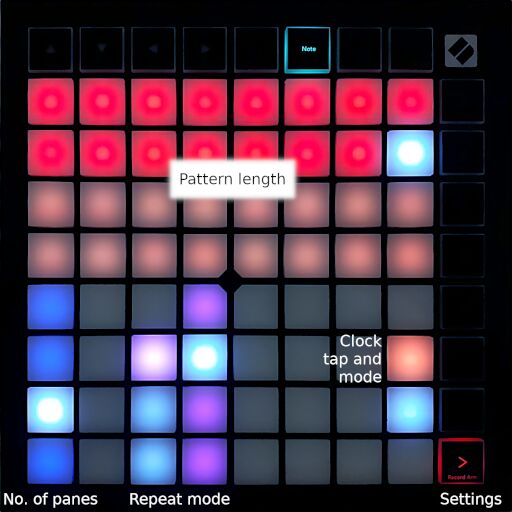 Note
Pattern length
Clock
tap and
mode
Record Arm
No. of panes
Repeat mode
Settings